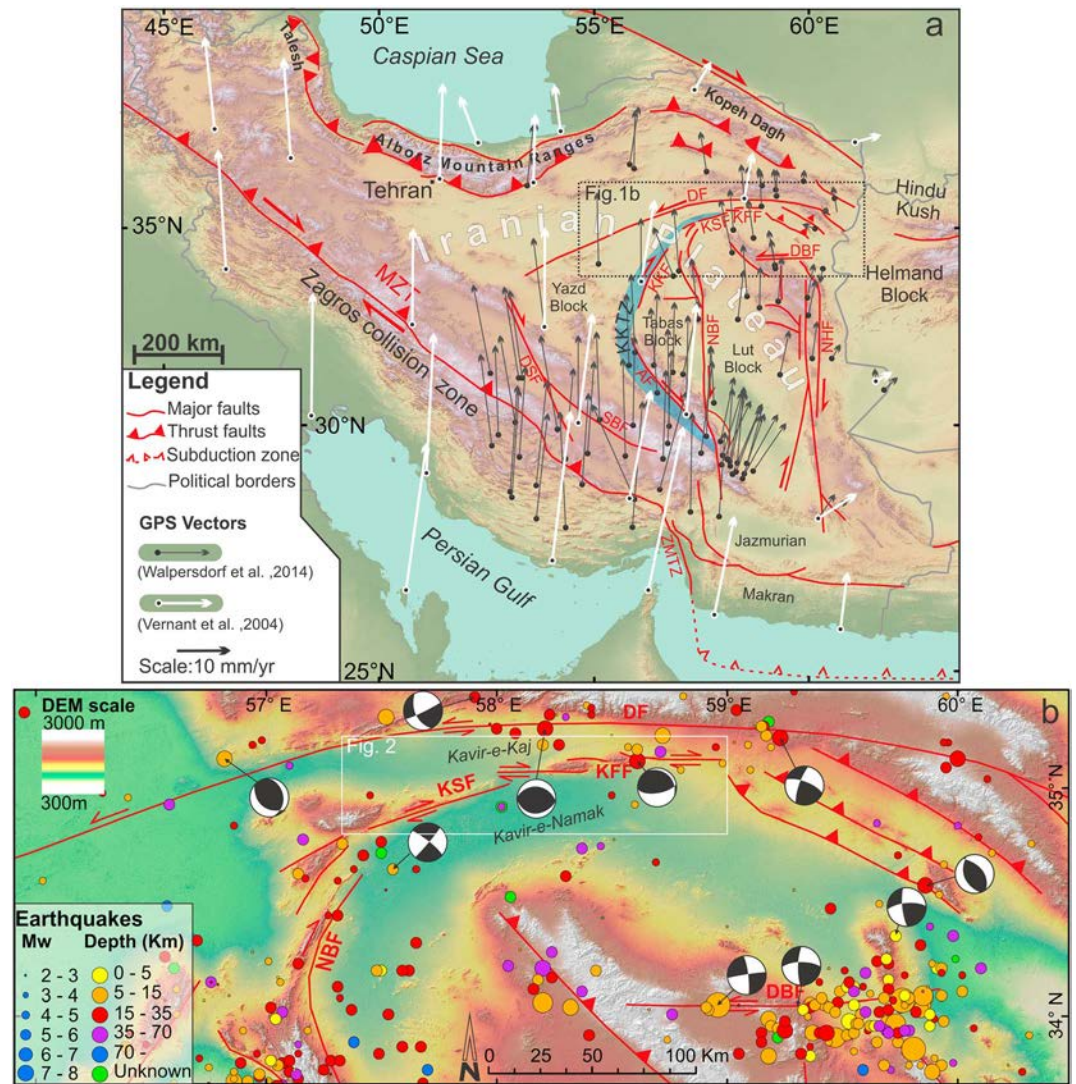 45°E
50°E
55°E
60°E
a
Talesh
Caspian Sea
Kopeh Dagh
Alborz Mountain Ranges
Tehran
Fig.1b
Hindu
Kush
DF
35°N
Iranian Plateau
KSF
KFF
DBF
Helmand
Block
MZT
KKF
Yazd
Block
Zagros collision zone
KKTZ
Tabas
Block
NBF
Lut
Block
NHF
200 km
DSF
AF
SBF
30°N
Legend
Major faults
Thrust faults
Subduction zone
Political borders
GPS Vectors
(Walpersdorf et al. ,2014)
(Vernant et al. ,2004)
Scale:10 mm/yr
Persian Gulf
Jazmurian
ZMTZ
Makran
25°N
DEM scale
3000 m
300m
57°E
58°E
59°E
60°E
b
DF
Fig. 2
Kavir-e-Kaj
KSF
KFF
35°N
Kavir-e-Namak
NBF
DBF
34° N
Earthquakes
Mw Depth (Km)
2 - 3 0 - 5
3 - 4 5 - 15
4 - 5 15 - 35
5 - 6 35 - 70
6 - 7 70 -
7 - 8 Unknown
N
0 25 50 100 Km